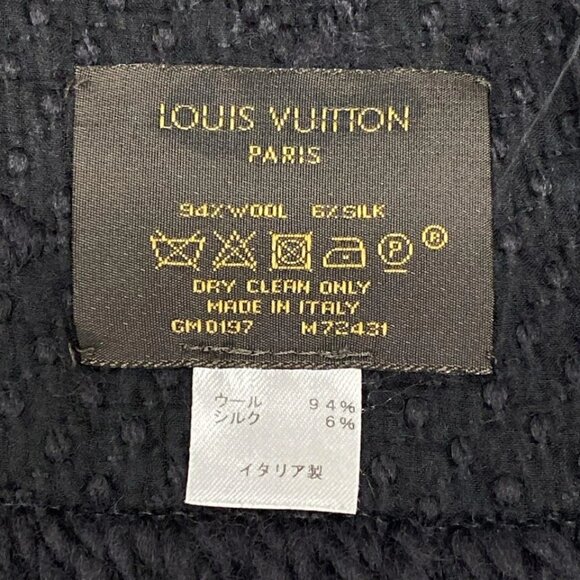 LOUIS VUITTON
PARIS
94%WOOL 6%SILK
P ®
DRY CLEAN ONLY
MADE IN ITALY
GM0197 M72431
ウール 94%
シルク 6%
イタリア製